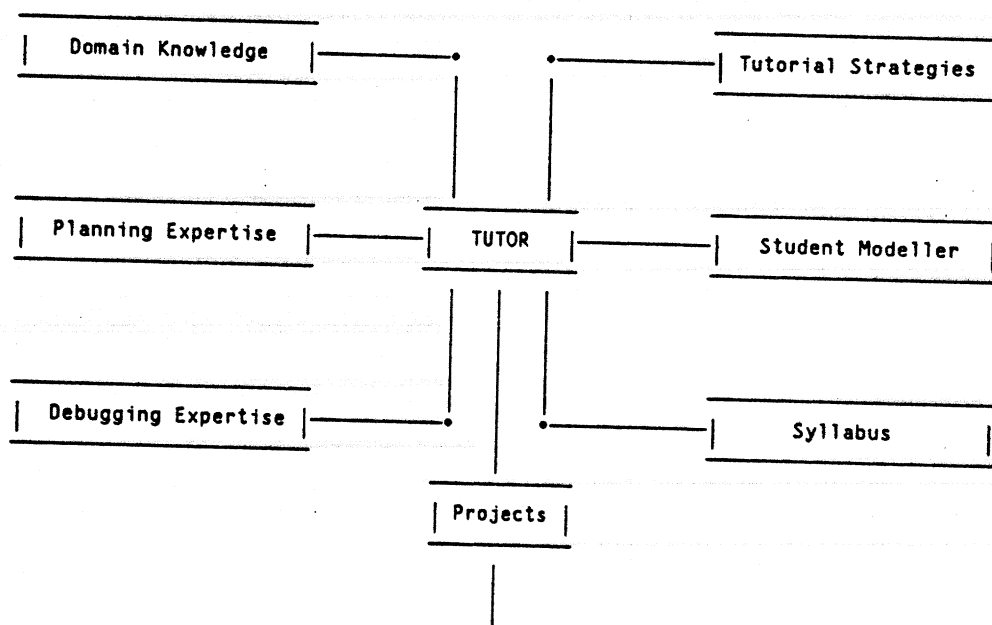 Domain Knowledge
Tutorial Strategies
Planning Expertise
TUTOR
Student Modeller
Debugging Expertise
Syllabus
Projects